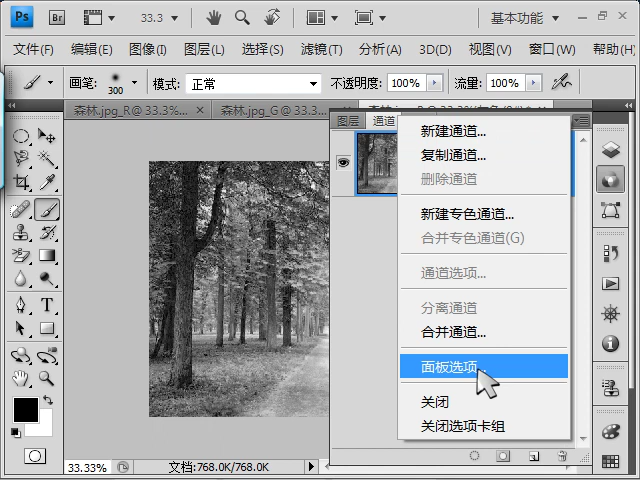 Ps Br 33.3 基本功能
文件(F) 编辑(E) 图像(I) 图层(L) 选择(S) 滤镜(T) 分析(A) 3D(D) 视图(V) 窗口(W) 帮助(H)
画笔: 300 模式: 正常 不透明度: 100% 流量: 100%
森林.jpg_R@33.3%... 森林.jpg_G @ 33.3...
图层 通道
新建通道...
复制通道...
删除通道
新建专色通道...
合并专色通道(G)
通道选项...
分离通道
合并通道...
面板选项...
关闭
关闭选项卡组
T
33.33% 文档:768.0K/768.0K